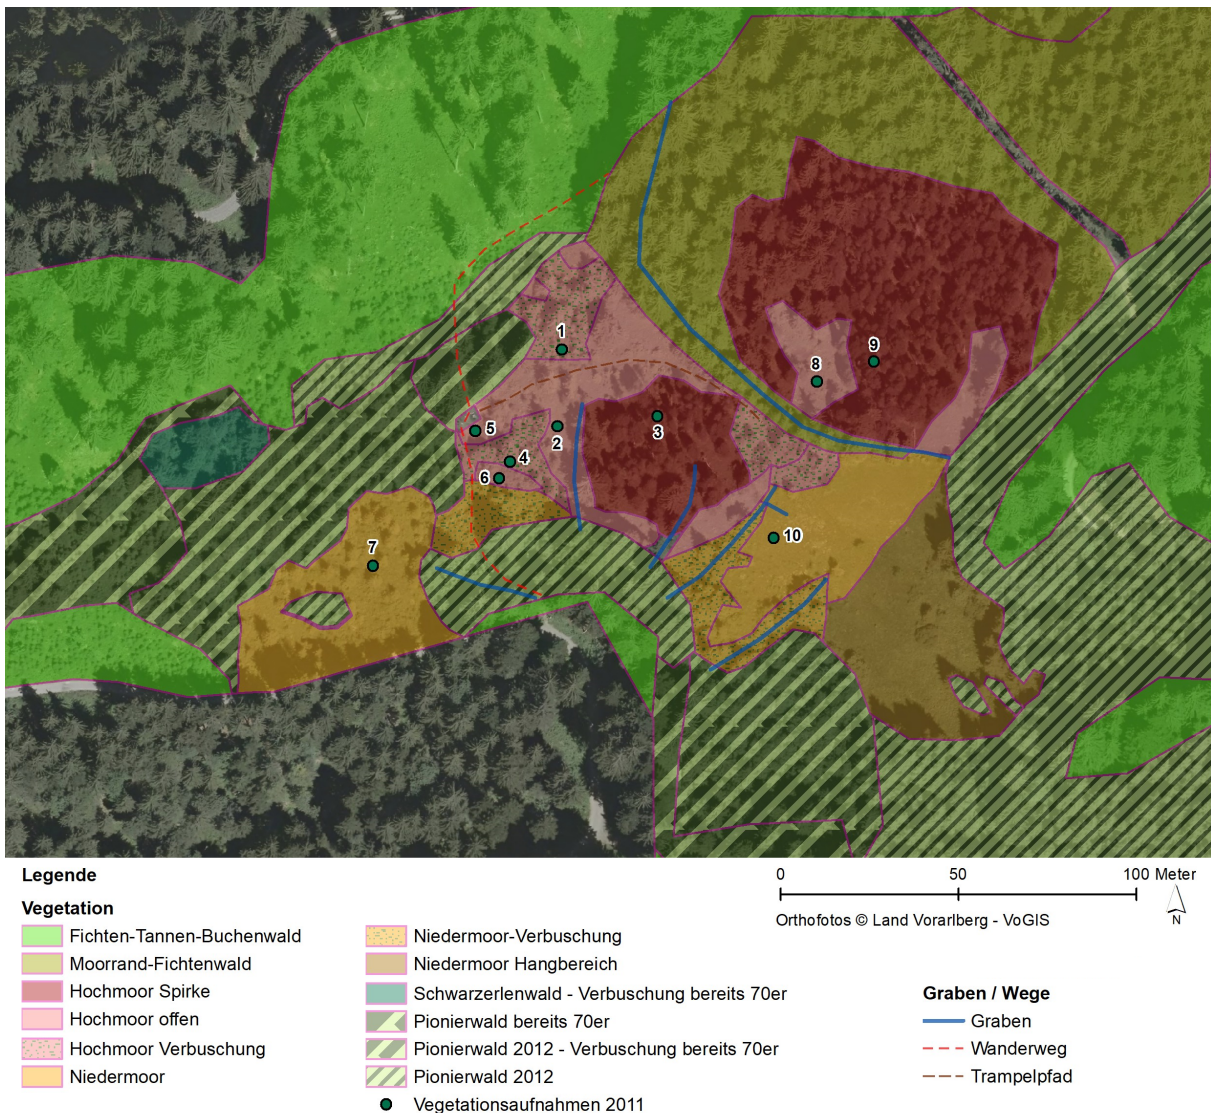 1
9
8
3
5
2
4
6
7
10
Legende
0 50 100 Meter
Vegetation
Orthofotos © Land Vorarlberg - VoGIS
N
Fichten-Tannen-Buchenwald
Moorrand-Fichtenwald
Hochmoor Spirke
Hochmoor offen
Hochmoor Verbuschung
Niedermoor
Niedermoor-Verbuschung
Niedermoor Hangbereich
Schwarzerlenwald - Verbuschung bereits 70er
Pionierwald bereits 70er
Pionierwald 2012 - Verbuschung bereits 70er
Pionierwald 2012
Vegetationsaufnahmen 2011
Graben / Wege
Graben
Wanderweg
Trampelpfad